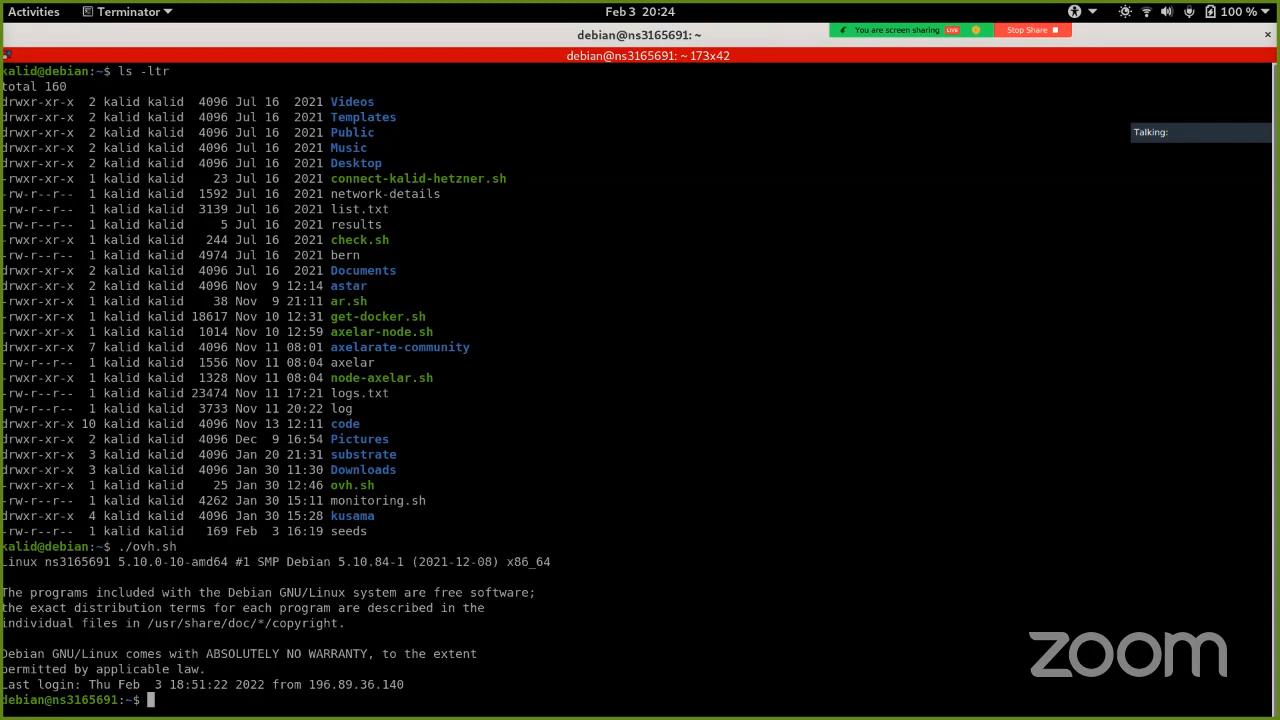 Activities Terminator Feb 3 20:24 100 %
debian@ns3165691: ~
You are screen sharing LIVE Stop Share
debian@ns3165691: ~ 173x42
kalid@debian:~$ ls -ltr
total 160
drwxr-xr-x 2 kalid kalid 4096 Jul 16 2021 Videos
drwxr-xr-x 2 kalid kalid 4096 Jul 16 2021 Templates
drwxr-xr-x 2 kalid kalid 4096 Jul 16 2021 Public
Talking:
drwxr-xr-x 2 kalid kalid 4096 Jul 16 2021 Music
drwxr-xr-x 2 kalid kalid 4096 Jul 16 2021 Desktop
-rwxr-xr-x 1 kalid kalid 23 Jul 16 2021 connect-kalid-hetzner.sh
-rw-r--r-- 1 kalid kalid 1592 Jul 16 2021 network-details
-rw-r--r-- 1 kalid kalid 3139 Jul 16 2021 list.txt
-rw-r--r-- 1 kalid kalid 5 Jul 16 2021 results
-rwxr-xr-x 1 kalid kalid 244 Jul 16 2021 check.sh
-rw-r--r-- 1 kalid kalid 4974 Jul 16 2021 bern
drwxr-xr-x 2 kalid kalid 4096 Jul 16 2021 Documents
drwxr-xr-x 2 kalid kalid 4096 Nov 9 12:14 astar
-rwxr-xr-x 1 kalid kalid 38 Nov 9 21:11 ar.sh
-rwxr-xr-x 1 kalid kalid 18617 Nov 10 12:31 get-docker.sh
-rwxr-xr-x 1 kalid kalid 1014 Nov 10 12:59 axelar-node.sh
drwxr-xr-x 7 kalid kalid 4096 Nov 11 08:01 axelarate-community
-rw-r--r-- 1 kalid kalid 1556 Nov 11 08:04 axelar
-rwxr-xr-x 1 kalid kalid 1328 Nov 11 08:04 node-axelar.sh
-rw-r--r-- 1 kalid kalid 23474 Nov 11 17:21 logs.txt
-rw-r--r-- 1 kalid kalid 3733 Nov 11 20:22 log
drwxr-xr-x 10 kalid kalid 4096 Nov 13 12:11 code
drwxr-xr-x 2 kalid kalid 4096 Dec 9 16:54 Pictures
drwxr-xr-x 3 kalid kalid 4096 Jan 20 21:31 substrate
drwxr-xr-x 3 kalid kalid 4096 Jan 30 11:30 Downloads
-rwxr-xr-x 1 kalid kalid 25 Jan 30 12:46 ovh.sh
-rw-r--r-- 1 kalid kalid 4262 Jan 30 15:11 monitoring.sh
drwxr-xr-x 4 kalid kalid 4096 Jan 30 15:28 kusama
-rw-r--r-- 1 kalid kalid 169 Feb 3 16:19 seeds
kalid@debian:~$ ./ovh.sh
Linux ns3165691 5.10.0-10-amd64 #1 SMP Debian 5.10.84-1 (2021-12-08) x86_64
The programs included with the Debian GNU/Linux system are free software;
the exact distribution terms for each program are described in the
individual files in /usr/share/doc/*/copyright.
Debian GNU/Linux comes with ABSOLUTELY NO WARRANTY, to the extent
permitted by applicable law.
Last login: Thu Feb 3 18:51:22 2022 from 196.89.36.140
debian@ns3165691:~$
zoom